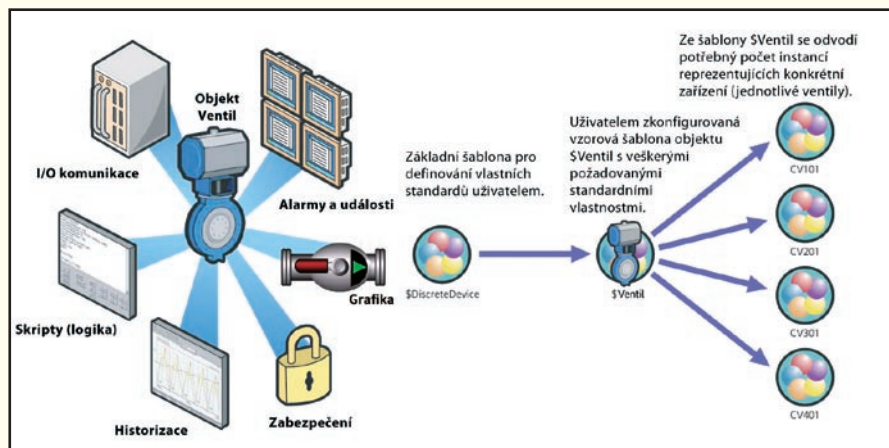 Objekt
Ventil
I/O komunikace
Alarmy a události
Grafika
Skripty (logika)
Historizace
Zabezpečení
Základní šablona pro
definování vlastních
standardů uživatelem.
$DiscreteDevice
Uživatelem zkonfigurovaná
vzorová šablona objektu
$Ventil s veškerými
požadovanými
standardními
vlastnostmi.
$Ventil
Ze šablony $Ventil se odvodí
potřebný počet instancí
reprezentujících konkrétní
zařízení (jednotlivé ventily).
CV101
CV201
CV301
CV401